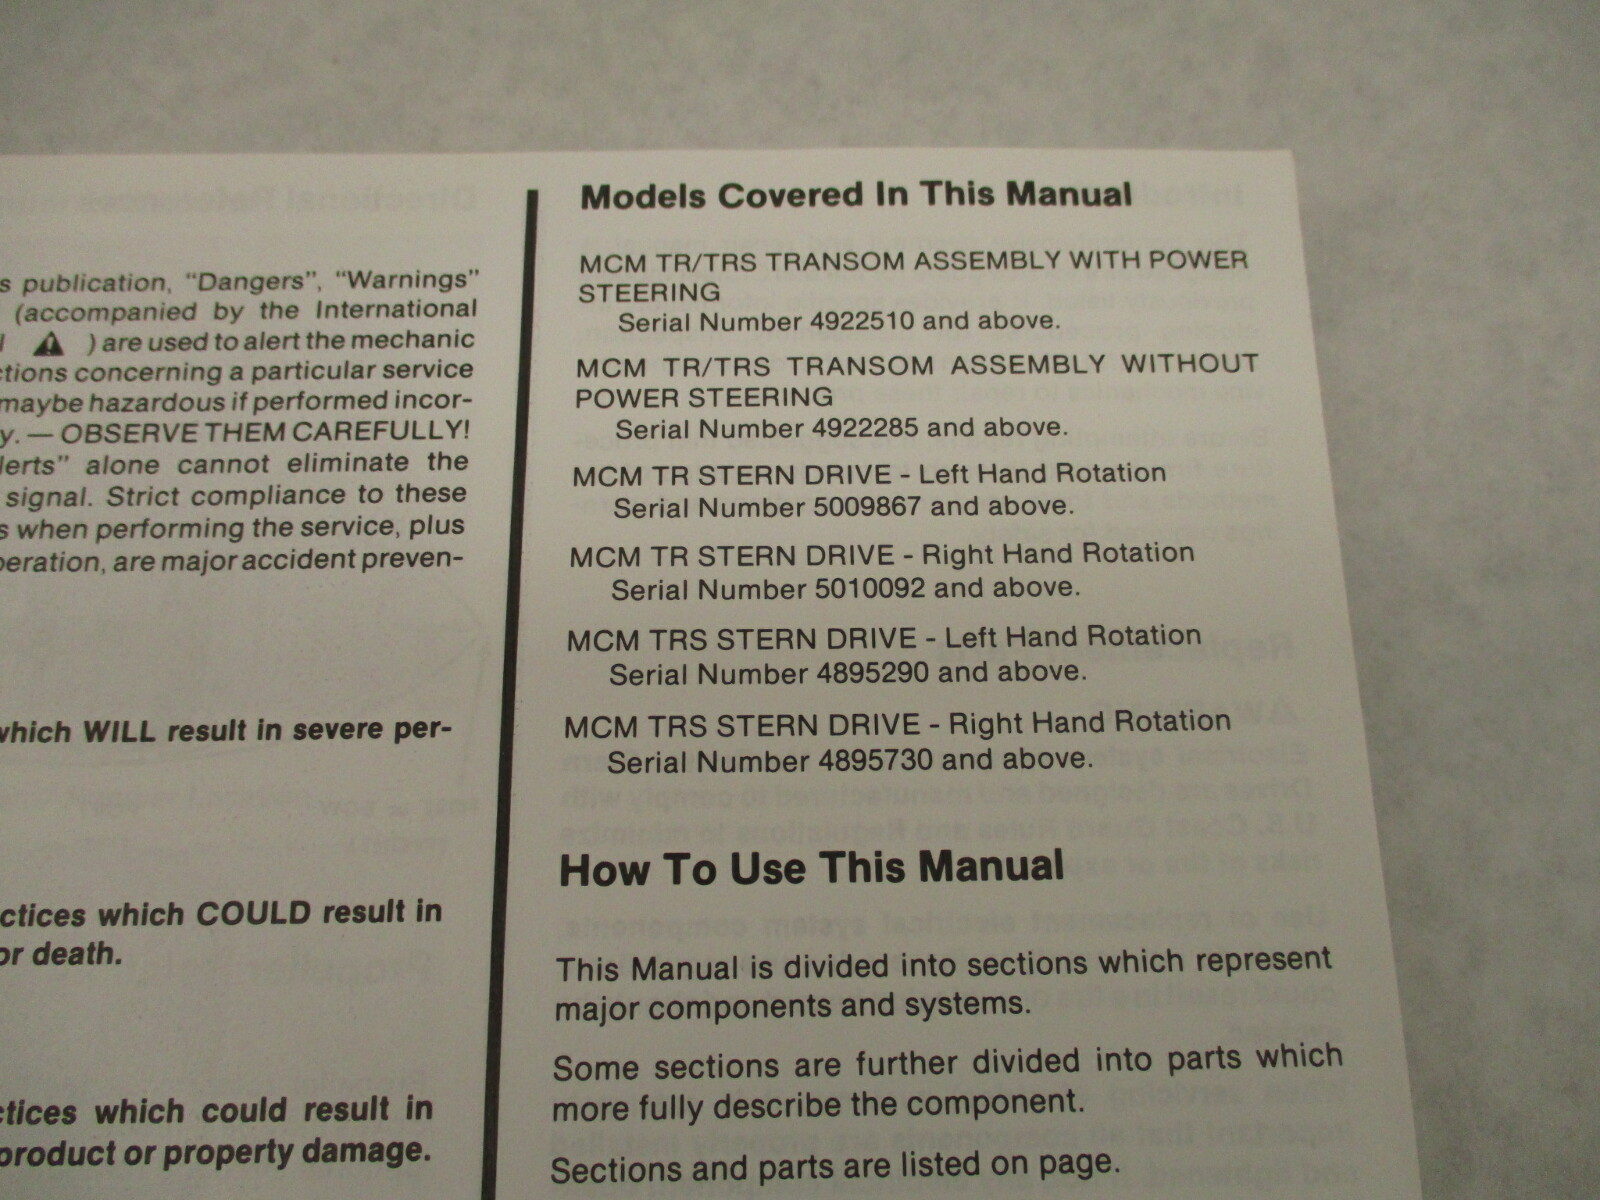 s publication, “Dangers”, “Warnings”
(accompanied by the International
) are used to alert the mechanic
ctions concerning a particular service
maybe hazardous if performed incor-
y. — OBSERVE THEM CAREFULLY!
lerts” alone cannot eliminate the
signal. Strict compliance to these
s when performing the service, plus
peration, are major accident preven-
which WILL result in severe per-
ctices which COULD result in
or death.
ctices which could result in
product or property damage.
Models Covered In This Manual
MCM TR/TRS TRANSOM ASSEMBLY WITH POWER
STEERING
Serial Number 4922510 and above.
MCM TR/TRS TRANSOM ASSEMBLY WITHOUT
POWER STEERING
Serial Number 4922285 and above.
MCM TR STERN DRIVE - Left Hand Rotation
Serial Number 5009867 and above.
MCM TR STERN DRIVE - Right Hand Rotation
Serial Number 5010092 and above.
MCM TRS STERN DRIVE - Left Hand Rotation
Serial Number 4895290 and above.
MCM TRS STERN DRIVE - Right Hand Rotation
Serial Number 4895730 and above.
How To Use This Manual
This Manual is divided into sections which represent
major components and systems.
Some sections are further divided into parts which
more fully describe the component.
Sections and parts are listed on page.